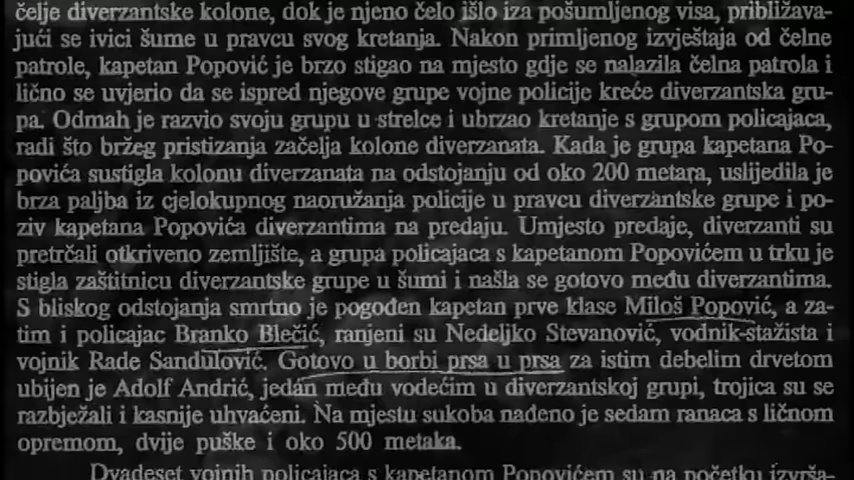 čelje diverzantske kolone, dok je njeno čelo išlo iza pošumljenog visa, približava-
jući se ivici šume u pravcu svog kretanja. Nakon primljenog izvještaja od čelne
patrole, kapetan Popović je brzo stigao na mjesto gdje se nalazila čelna patrola i
lično se uvjerio da se ispred njegove grupe vojne policije kreće diverzantska gru-
pa. Odmah je razvio svoju grupu u strelce i ubrzao kretanje s grupom policajaca,
radi što bržeg pristizanja začelja kolone diverzanata. Kada je grupa kapetana Po-
povića sustigla kolonu diverzanata na odstojanju od oko 200 metara, uslijedila je
brza paljba iz cjelokupnog naoružanja policije u pravcu diverzantske grupe i po-
ziv kapetana Popovića diverzantima na predaju. Umjesto predaje, diverzanti su
pretrčali otkriveno zemljište, a grupa policajaca s kapetanom Popovićem u trku je
stigla zaštitnicu diverzantske grupe u šumi i našla se gotovo među diverzantima.
S bliskog odstojanja smrtno je pogođen kapetan prve klase Miloš Popović, a za-
tim i policajac Branko Blečić, ranjeni su Nedeljko Stevanović, vodnik-stažista i
vojnik Rade Sandulović. Gotovo u borbi prsa u prsa za istim debelim drvetom
ubijen je Adolf Andrić, jedan među vodećim u diverzantskoj grupi, trojica su se
razbježali i kasnije uhvaćeni. Na mjestu sukoba nađeno je sedam ranaca s ličnom
opremom, dvije puške i oko 500 metaka.
Dvadeset vojnih policajaca s kapetanom Popovićem su na početku izvrša-